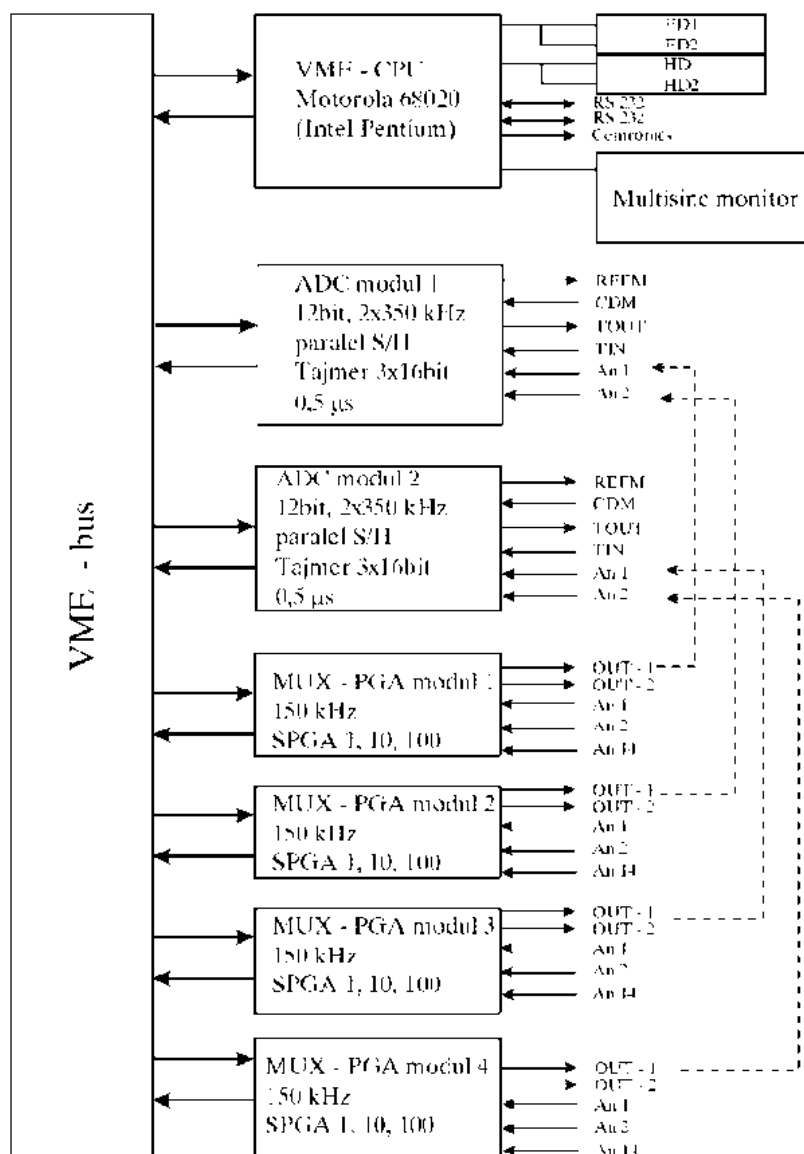 VME - bus
VME - CPU
Motorola 68020
(Intel Pentium)
FD1
FD2
HD
HD2
RS 232
RS 232
Centronics
Multisinc monitor
ADC modul 1
12bit, 2x350 kHz
paralel S/H
Tajmer 3x16bit
0,5 µs
REFM
CDM
TOUT
TIN
An 1
An 2
ADC modul 2
12bit, 2x350 kHz
paralel S/H
Tajmer 3x16bit
0,5 µs
REFM
CDM
TOUT
TIN
An 1
An 2
MUX - PGA modul 1
150 kHz
SPGA 1, 10, 100
OUT - 1
OUT - 2
An 1
An 2
An 14
MUX - PGA modul 2
150 kHz
SPGA 1, 10, 100
OUT - 1
OUT - 2
An 1
An 2
An 14
MUX - PGA modul 3
150 kHz
SPGA 1, 10, 100
OUT - 1
OUT - 2
An 1
An 2
An 14
MUX - PGA modul 4
150 kHz
SPGA 1, 10, 100
OUT - 1
OUT - 2
An 1
An 2
An 14